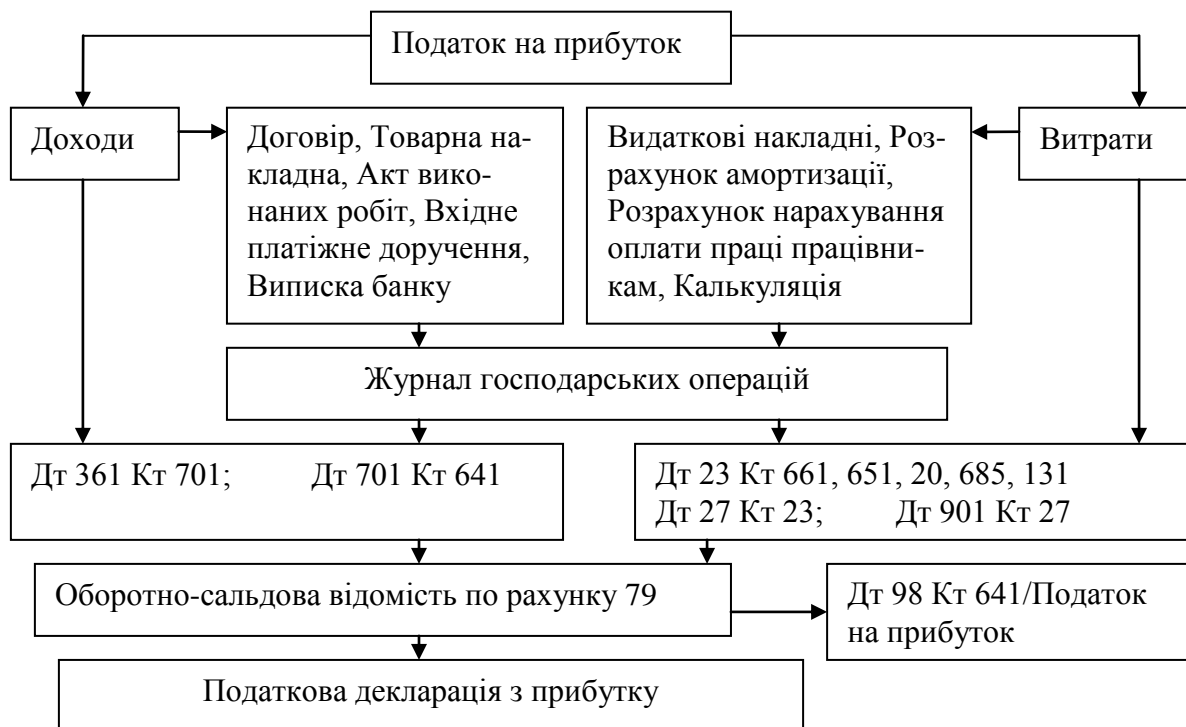 Податок на прибуток
Доходи
Договір, Товарна на-
кладна, Акт вико-
наних робіт, Вхідне
платіжне доручення,
Виписка банку
Видаткові накладні, Роз-
рахунок амортизації,
Розрахунок нарахування
оплати праці працівни-
кам, Калькуляція
Витрати
Журнал господарських операцій
Дт 361 Кт 701; Дт 701 Кт 641
Дт 23 Кт 661, 651, 20, 685, 131
Дт 27 Кт 23; Дт 901 Кт 27
Оборотно-сальдова відомість по рахунку 79
Дт 98 Кт 641/Податок
на прибуток
Податкова декларація з прибутку